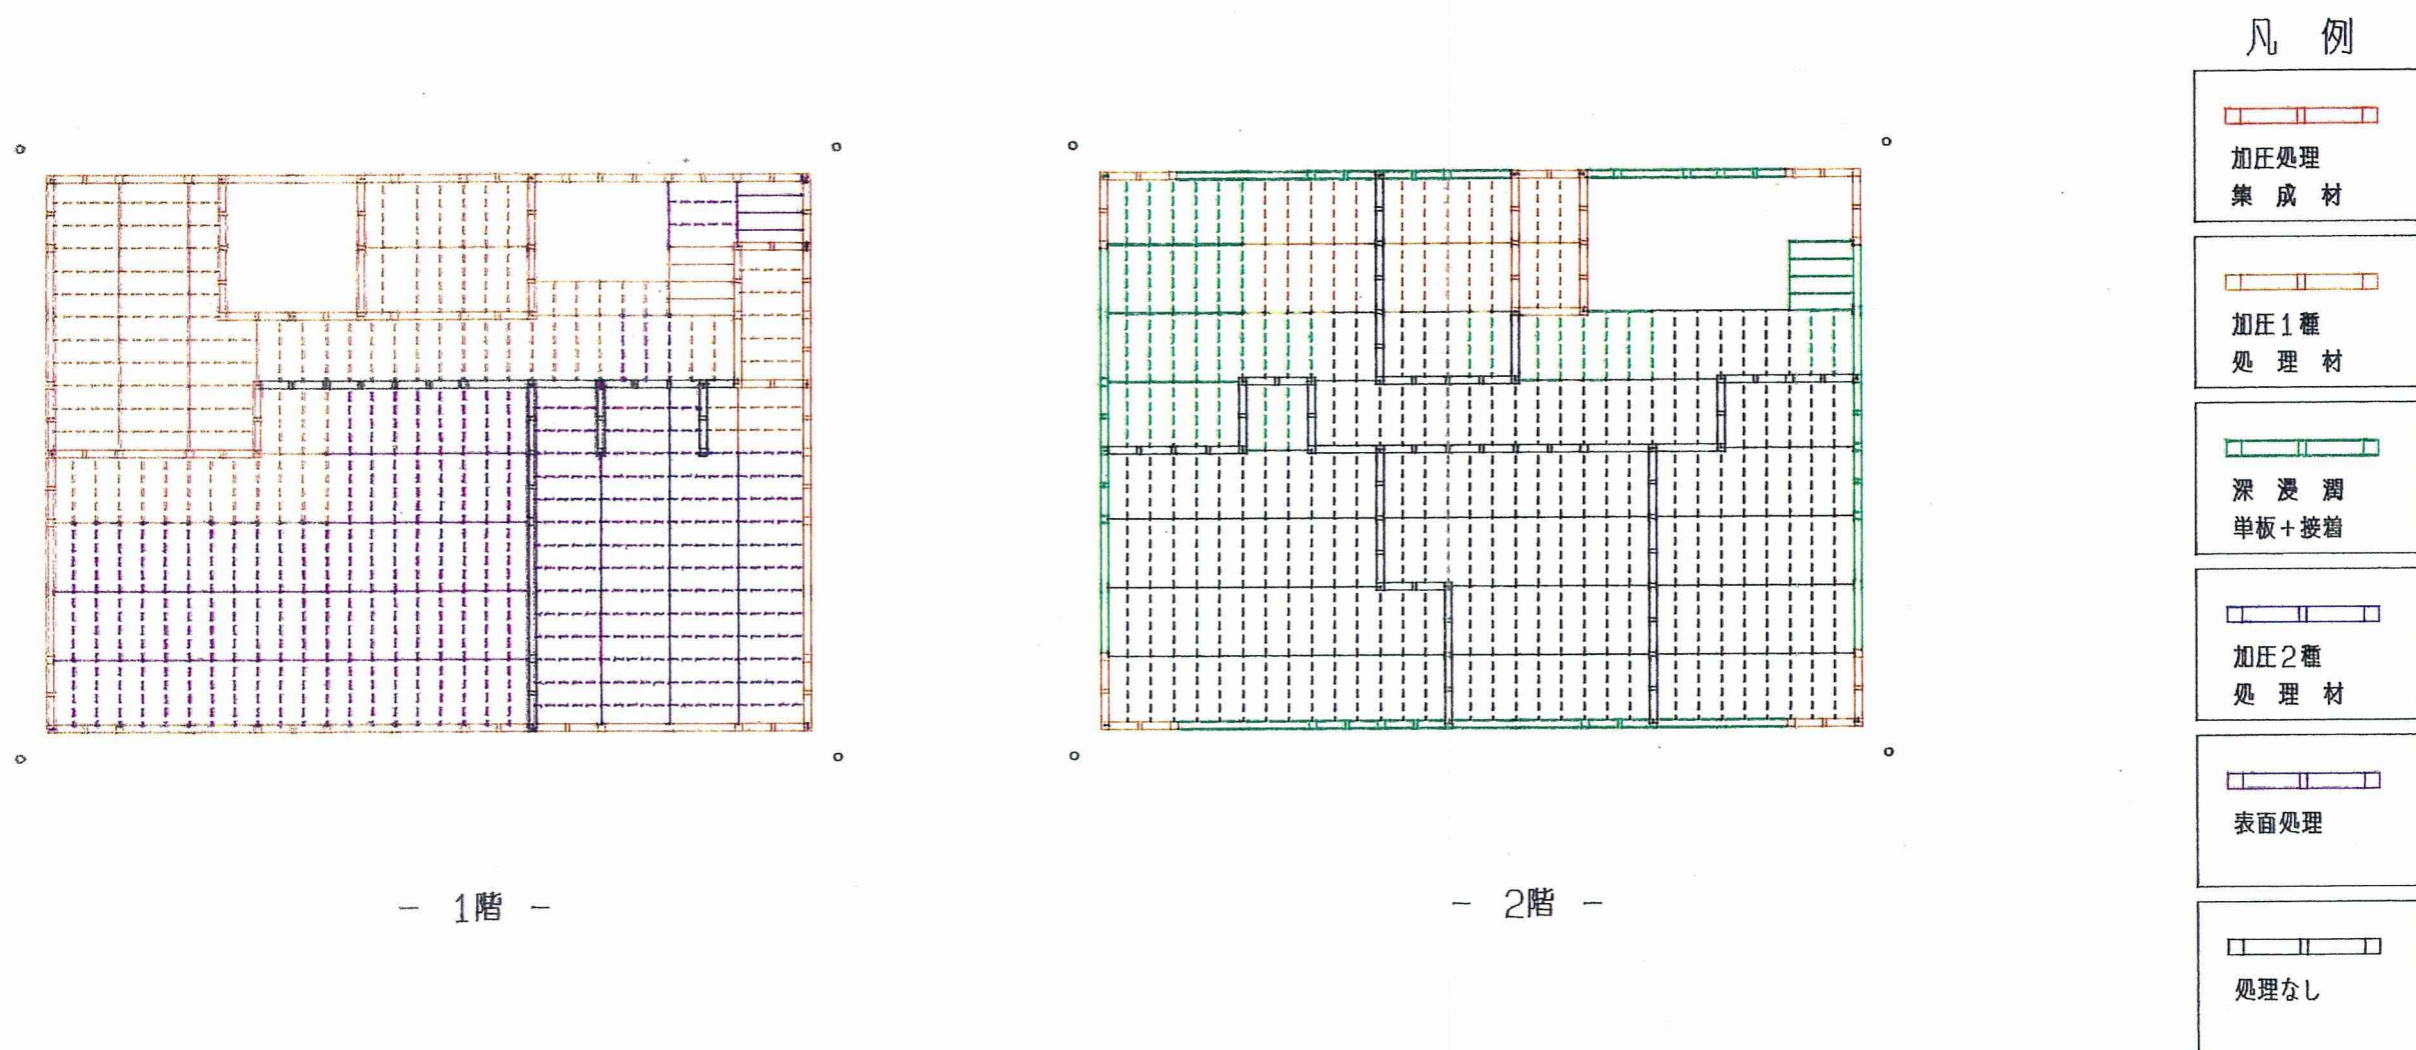 凡 例
加圧処理
集 成 材
加圧1種
処 理 材
深 浸 潤
単板+接着
加圧2種
処 理 材
表面処理
処理なし
- 1階 -
- 2階 -